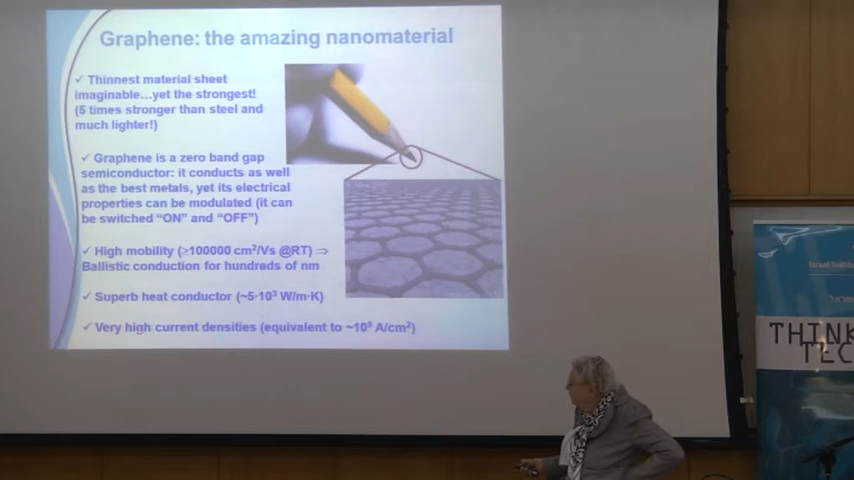 Graphene: the amazing nanomaterial
✓ Thinnest material sheet
imaginable…yet the strongest!
(5 times stronger than steel and
much lighter!)
✓ Graphene is a zero band gap
semiconductor: it conducts as well
as the best metals, yet its electrical
properties can be modulated (it can
be switched “ON” and “OFF”)
✓ High mobility (≥100000 cm²/Vs @RT) ⇒
Ballistic conduction for hundreds of nm
✓ Superb heat conductor (~5·10³ W/m·K)
✓ Very high current densities (equivalent to ~10⁹ A/cm²)
Israel
THINK
TEC